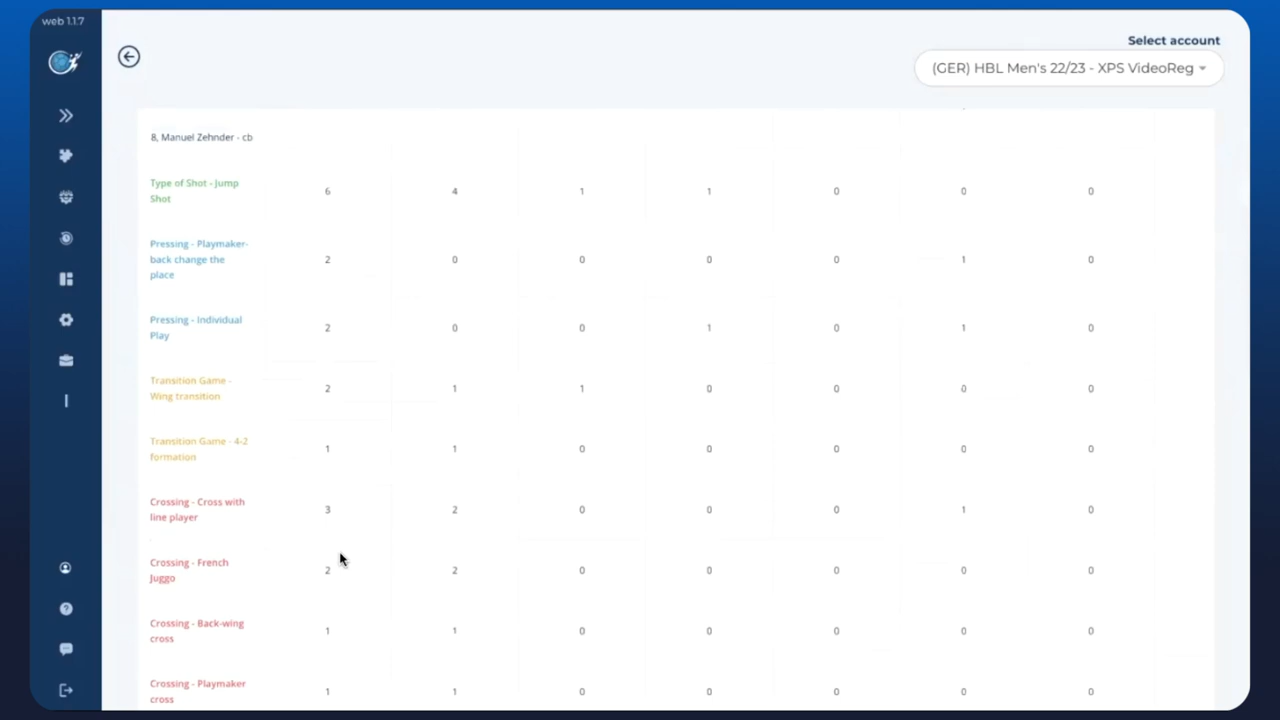 web 1.1.7
Select account
(GER) HBL Men's 22/23 - XPS VideoReg
8, Manuel Zehnder - cb
Type of Shot - Jump
Shot
6 4 1 1 0 0 0
Pressing - Playmaker-
back change the
place
2 0 0 0 0 1 0
Pressing - Individual
Play
2 0 0 1 0 1 0
Transition Game -
Wing transition
2 1 1 0 0 0 0
Transition Game - 4-2
formation
1 1 0 0 0 0 0
Crossing - Cross with
line player
3 2 0 0 0 1 0
Crossing - French
Juggo
2 2 0 0 0 0 0
Crossing - Back-wing
cross
1 1 0 0 0 0 0
Crossing - Playmaker
cross
1 1 0 0 0 0 0